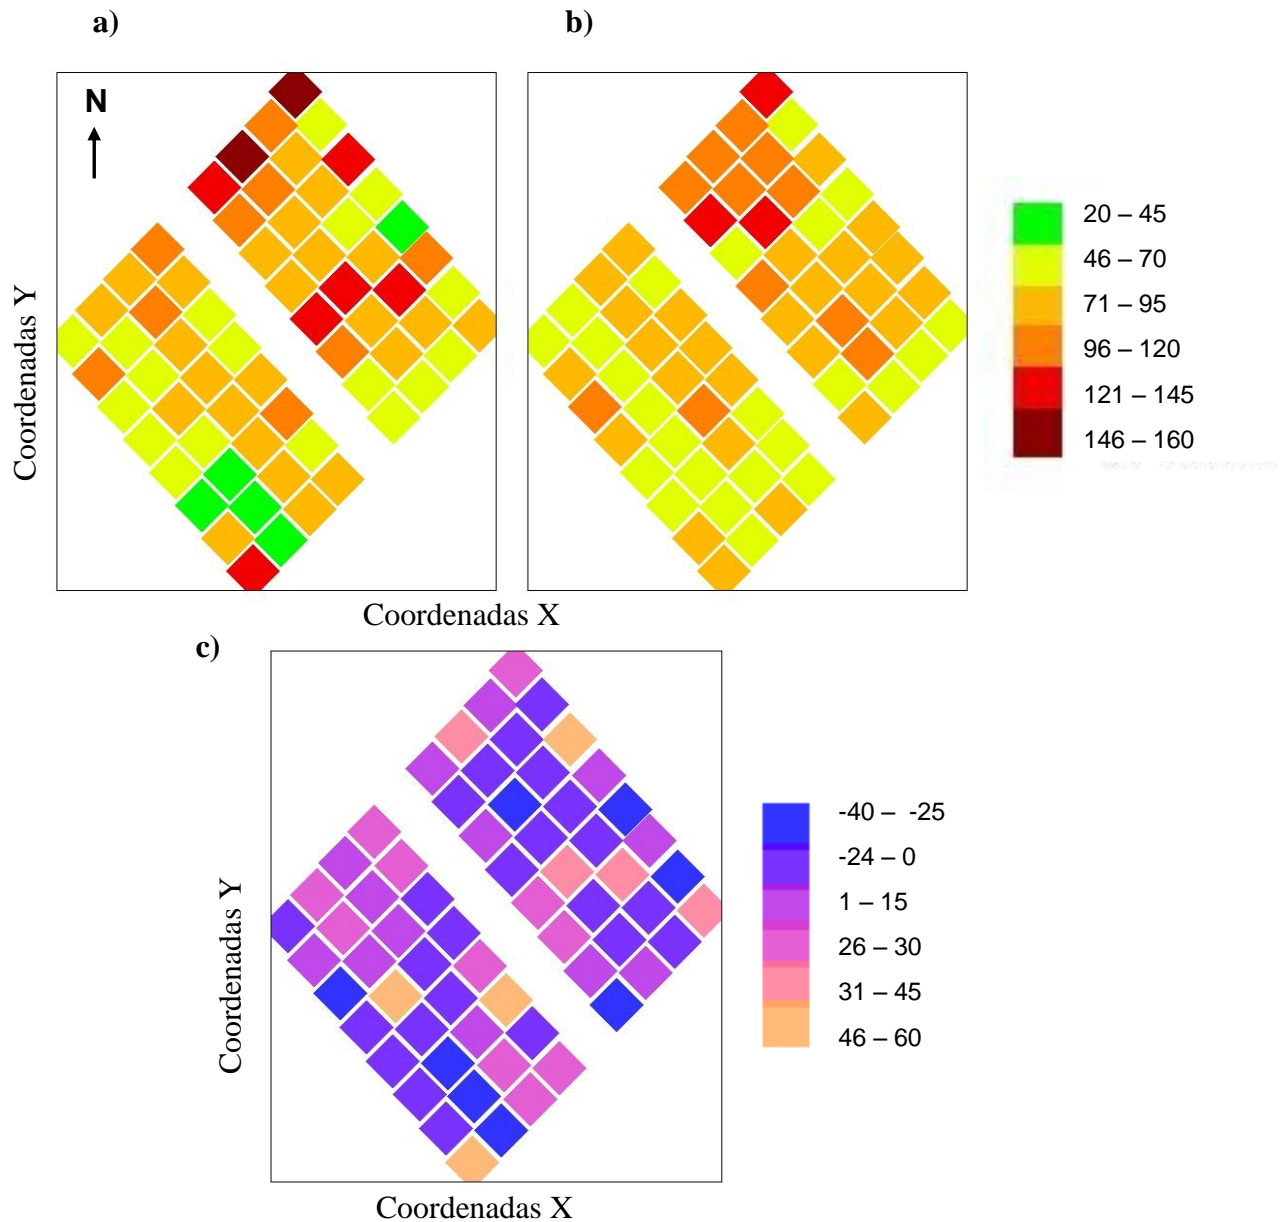 a)
b)
N
Coordenadas Y
20 – 45
46 – 70
71 – 95
96 – 120
121 – 145
146 – 160
Coordenadas X
c)
Coordenadas Y
-40 – -25
-24 – 0
1 – 15
26 – 30
31 – 45
46 – 60
Coordenadas X